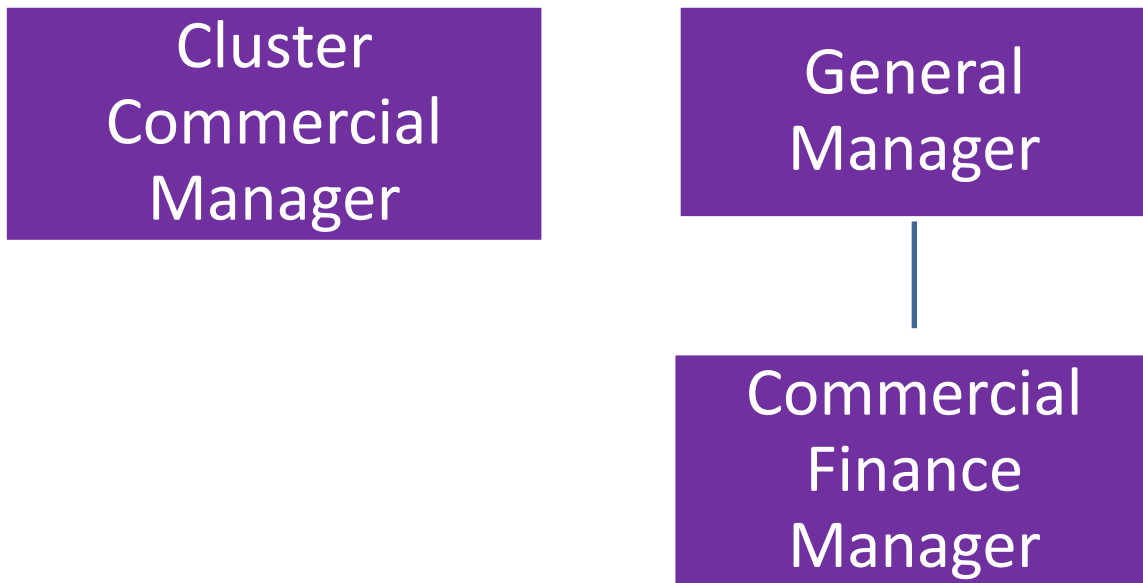 Cluster
Commercial
Manager
General
Manager
Commercial
Finance
Manager